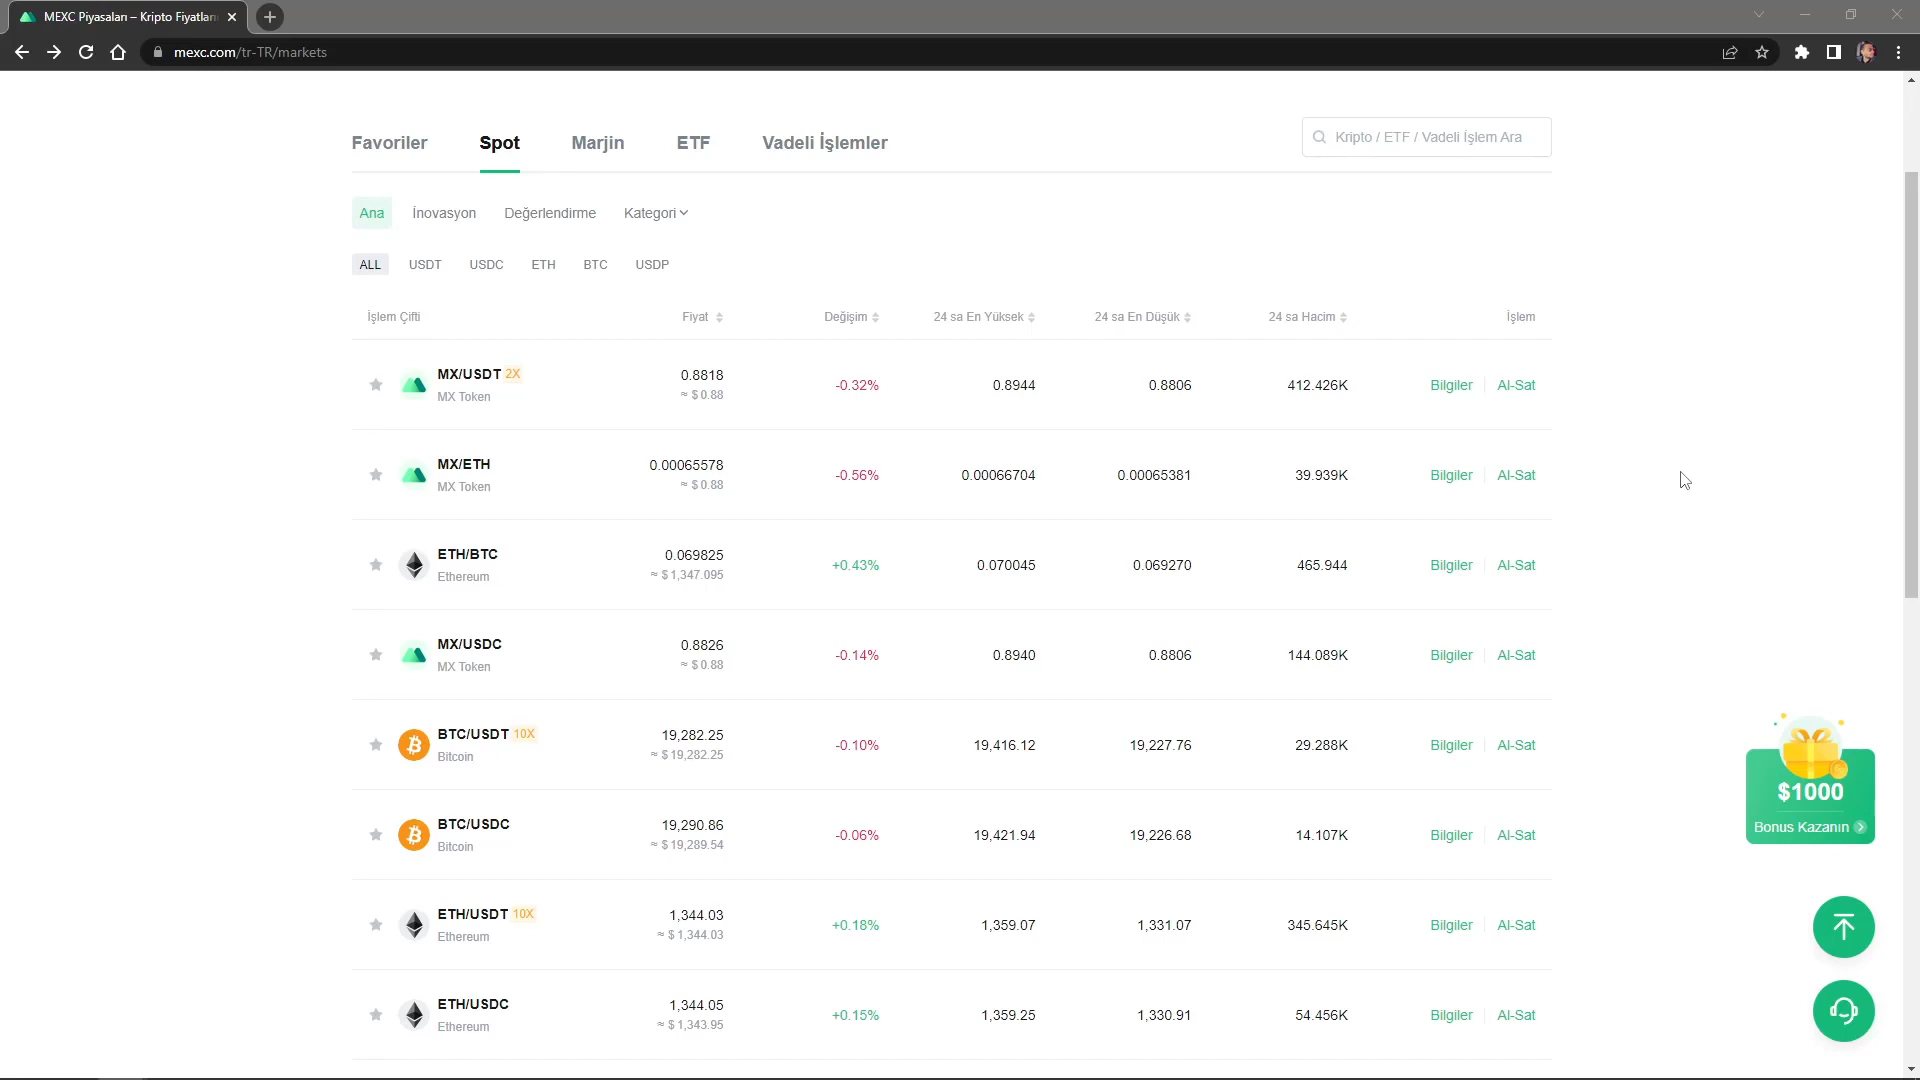 MEXC Piyasaları – Kripto Fiyatları
mexc.com/tr-TR/markets
Favoriler
Spot
Marjin
ETF
Vadeli İşlemler
Kripto / ETF / Vadeli İşlem Ara
Ana
İnovasyon
Değerlendirme
Kategori
ALL
USDT
USDC
ETH
BTC
USDP
İşlem Çifti
Fiyat
Değişim
24 sa En Yüksek
24 sa En Düşük
24 sa Hacim
İşlem
MX/USDT 2X
MX Token
0.8818
≈ $ 0.88
-0.32%
0.8944
0.8806
412.426K
Bilgiler
Al-Sat
MX/ETH
MX Token
0.00065578
≈ $ 0.88
-0.56%
0.00066704
0.00065381
39.939K
Bilgiler
Al-Sat
ETH/BTC
Ethereum
0.069825
≈ $ 1,347.095
+0.43%
0.070045
0.069270
465.944
Bilgiler
Al-Sat
MX/USDC
MX Token
0.8826
≈ $ 0.88
-0.14%
0.8940
0.8806
144.089K
Bilgiler
Al-Sat
BTC/USDT 10X
Bitcoin
19,282.25
≈ $ 19,282.25
-0.10%
19,416.12
19,227.76
29.288K
Bilgiler
Al-Sat
BTC/USDC
Bitcoin
19,290.86
≈ $ 19,289.54
-0.06%
19,421.94
19,226.68
14.107K
Bilgiler
Al-Sat
ETH/USDT 10X
Ethereum
1,344.03
≈ $ 1,344.03
+0.18%
1,359.07
1,331.07
345.645K
Bilgiler
Al-Sat
ETH/USDC
Ethereum
1,344.05
≈ $ 1,343.95
+0.15%
1,359.25
1,330.91
54.456K
Bilgiler
Al-Sat
$1000
Bonus Kazanın